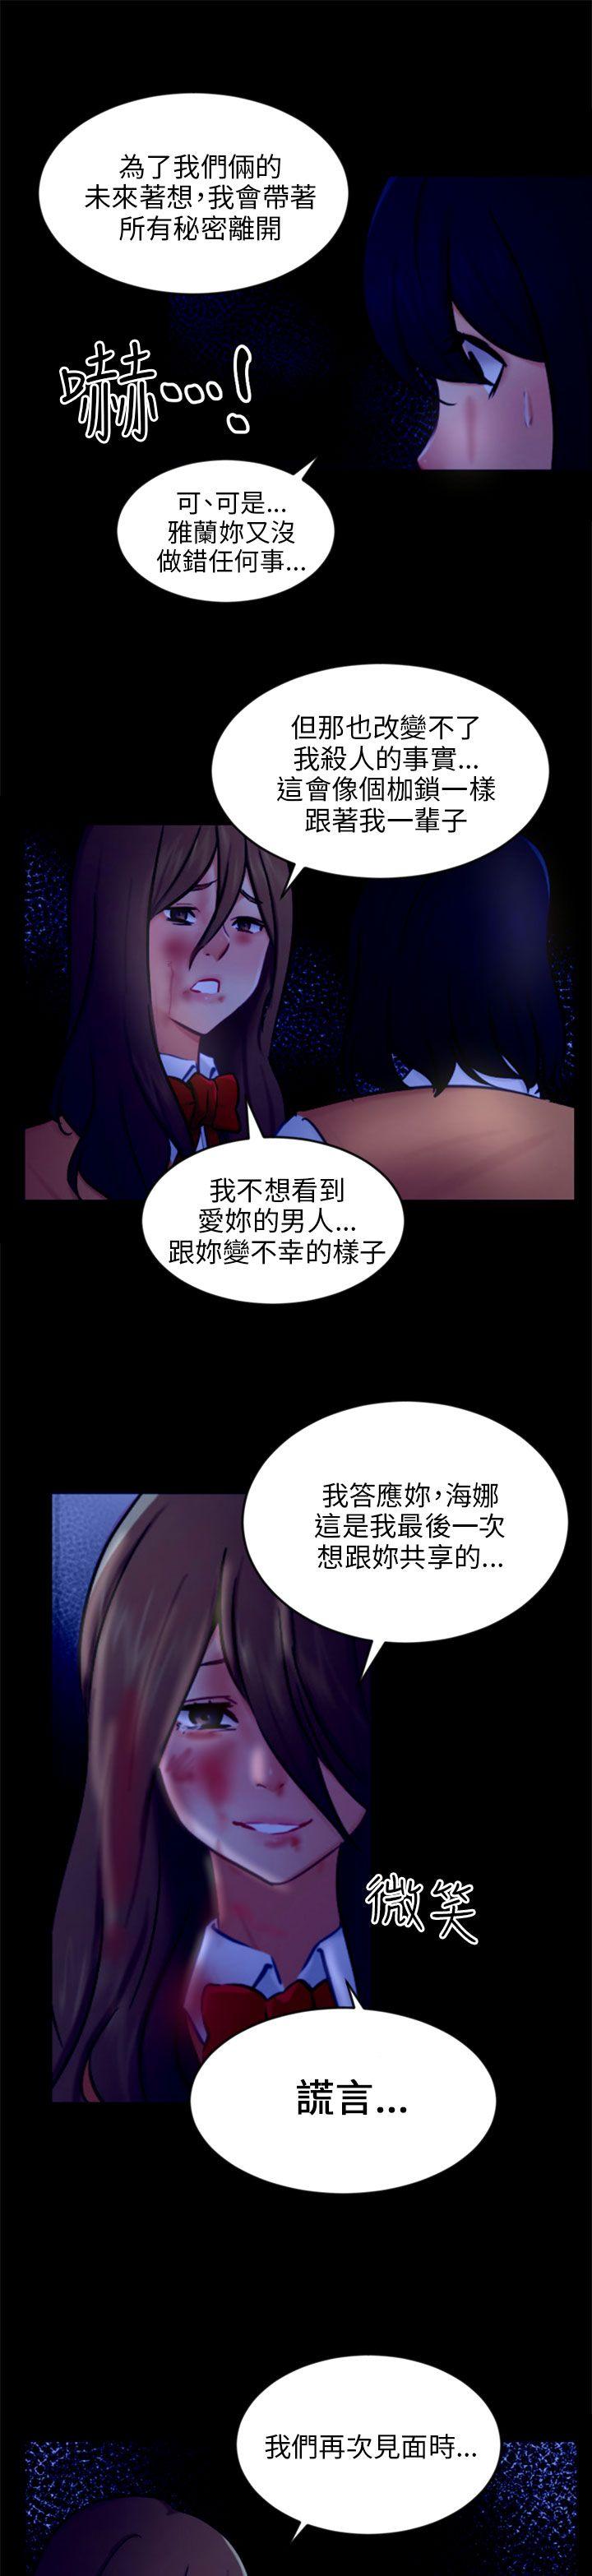 為了我們倆的
未來著想，我會帶著
所有秘密離開
嚇…！
可、可是…
雅蘭妳又沒
做錯任何事…
但那也改變不了
我殺人的事實…
這會像個枷鎖一樣
跟著我一輩子
我不想看到
愛妳的男人…
跟妳變不幸的樣子
我答應妳，海娜
這是我最後一次
想跟妳共享的…
微笑
謊言…
我們再次見面時…